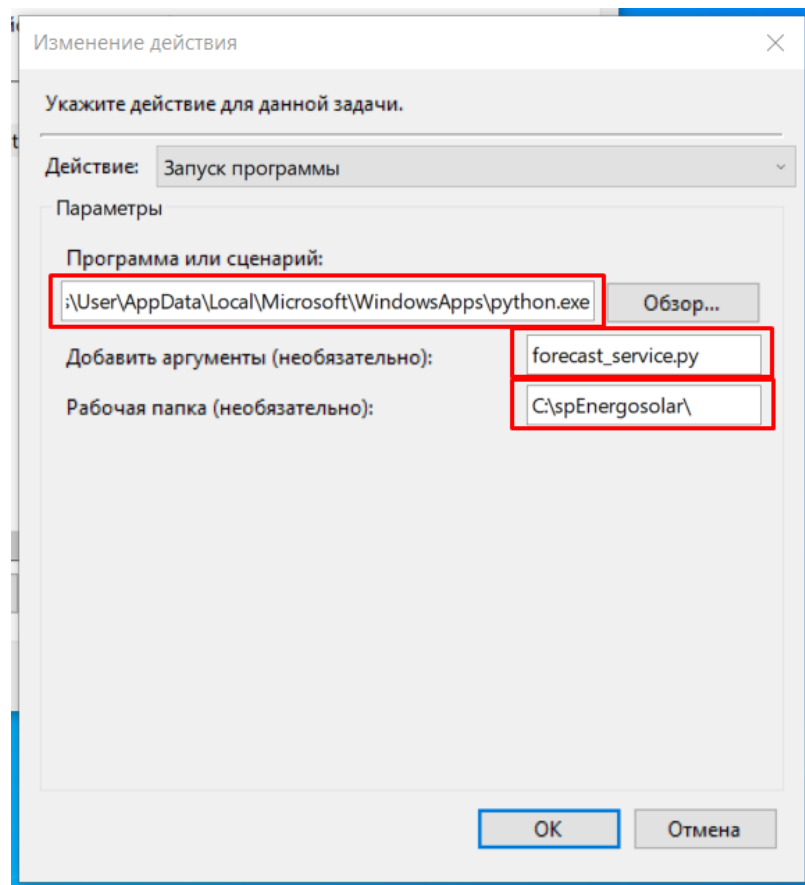 Изменение действия
Укажите действие для данной задачи.
Действие: Запуск программы
Параметры
Программа или сценарий:
:\User\AppData\Local\Microsoft\WindowsApps\python.exe Обзор...
Добавить аргументы (необязательно): forecast_service.py
Рабочая папка (необязательно): C:\spEnergosolar\
ОК Отмена